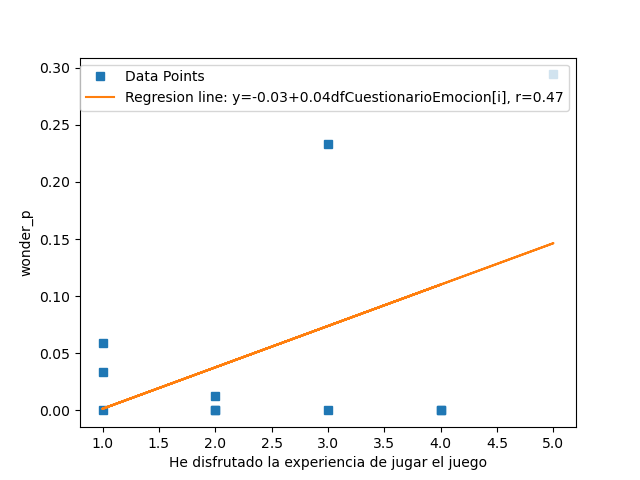 0.30
0.25
0.20
0.15
0.10
0.05
0.00
wonder_p
Data Points
Regresion line: y=-0.03+0.04dfCuestionarioEmocion[i], r=0.47
1.0 1.5 2.0 2.5 3.0 3.5 4.0 4.5 5.0
He disfrutado la experiencia de jugar el juego